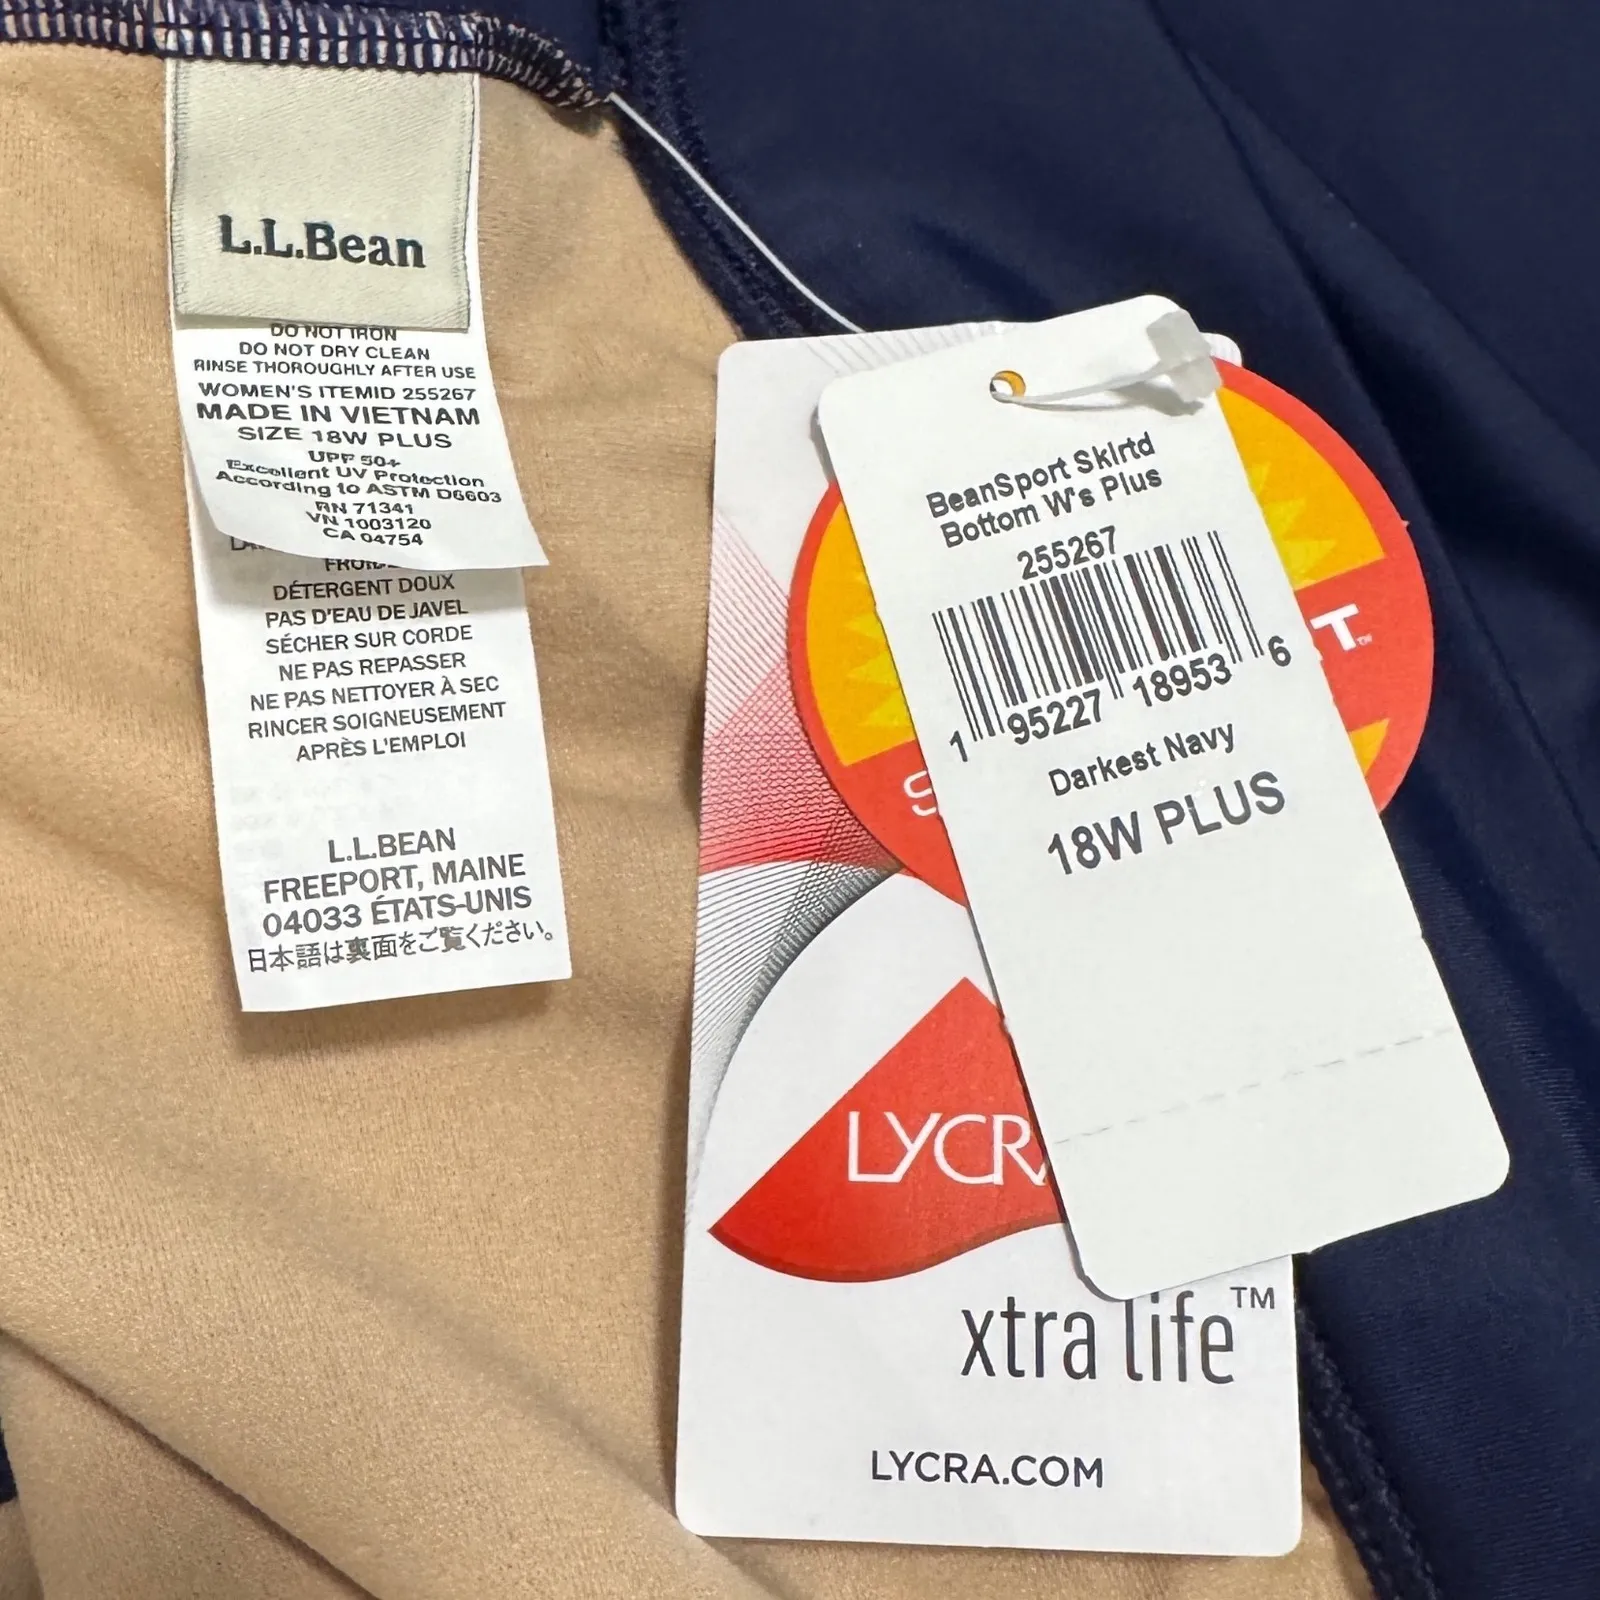 L.L.Bean
DO NOT IRON
DO NOT DRY CLEAN
RINSE THOROUGHLY AFTER USE
WOMEN'S ITEMID 255267
MADE IN VIETNAM
SIZE 18W PLUS
UPF 50+
Excellent UV Protection
According to ASTM D6603
RN 71341
VN 1003120
CA 04754
DÉTERGENT DOUX
PAS D'EAU DE JAVEL
SÉCHER SUR CORDE
NE PAS REPASSER
NE PAS NETTOYER À SEC
RINCER SOIGNEUSEMENT
APRÈS L'EMPLOI
L.L.BEAN
FREEPORT, MAINE
04033 ÉTATS-UNIS
日本語は裏面をご覧ください。
BeanSport Skirtd
Bottom W's Plus
255267
1 95227 18953 6
Darkest Navy
18W PLUS
T™
S
LYCR
xtra life™
LYCRA.COM